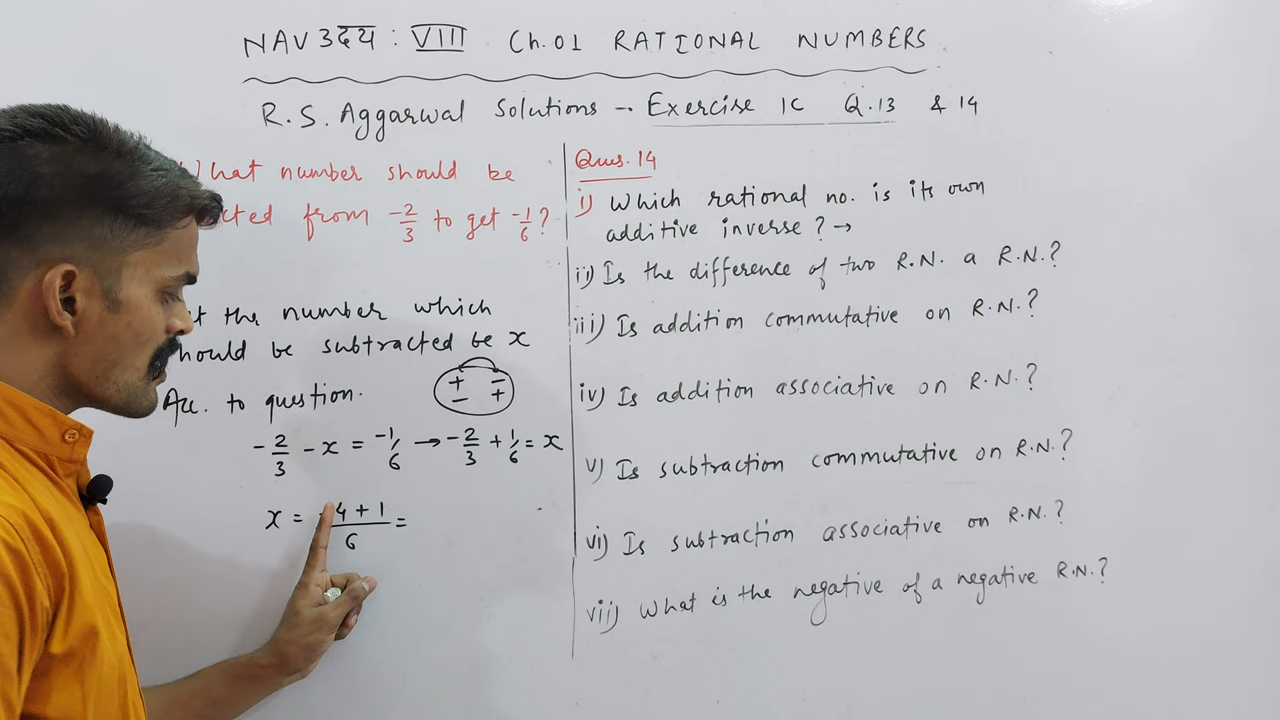 NAV उदय : VIII Ch.01 RATIONAL NUMBERS
R.S. Aggarwal Solutions → Exercise 1C Q.13 & 14
number should be
from -2/3 to get -1/6?
the number which
be subtracted be x
Acc. to question.
+ -
- +
-2/3 - x = -1/6 → -2/3 + 1/6 = x
x = -4+1/6 =
Ques. 14
i) Which rational no. is its own
additive inverse? →
ii) Is the difference of two R.N. a R.N.?
iii) Is addition commutative on R.N.?
iv) Is addition associative on R.N.?
v) Is subtraction commutative on R.N.?
vi) Is subtraction associative on R.N.?
vii) What is the negative of a negative R.N.?